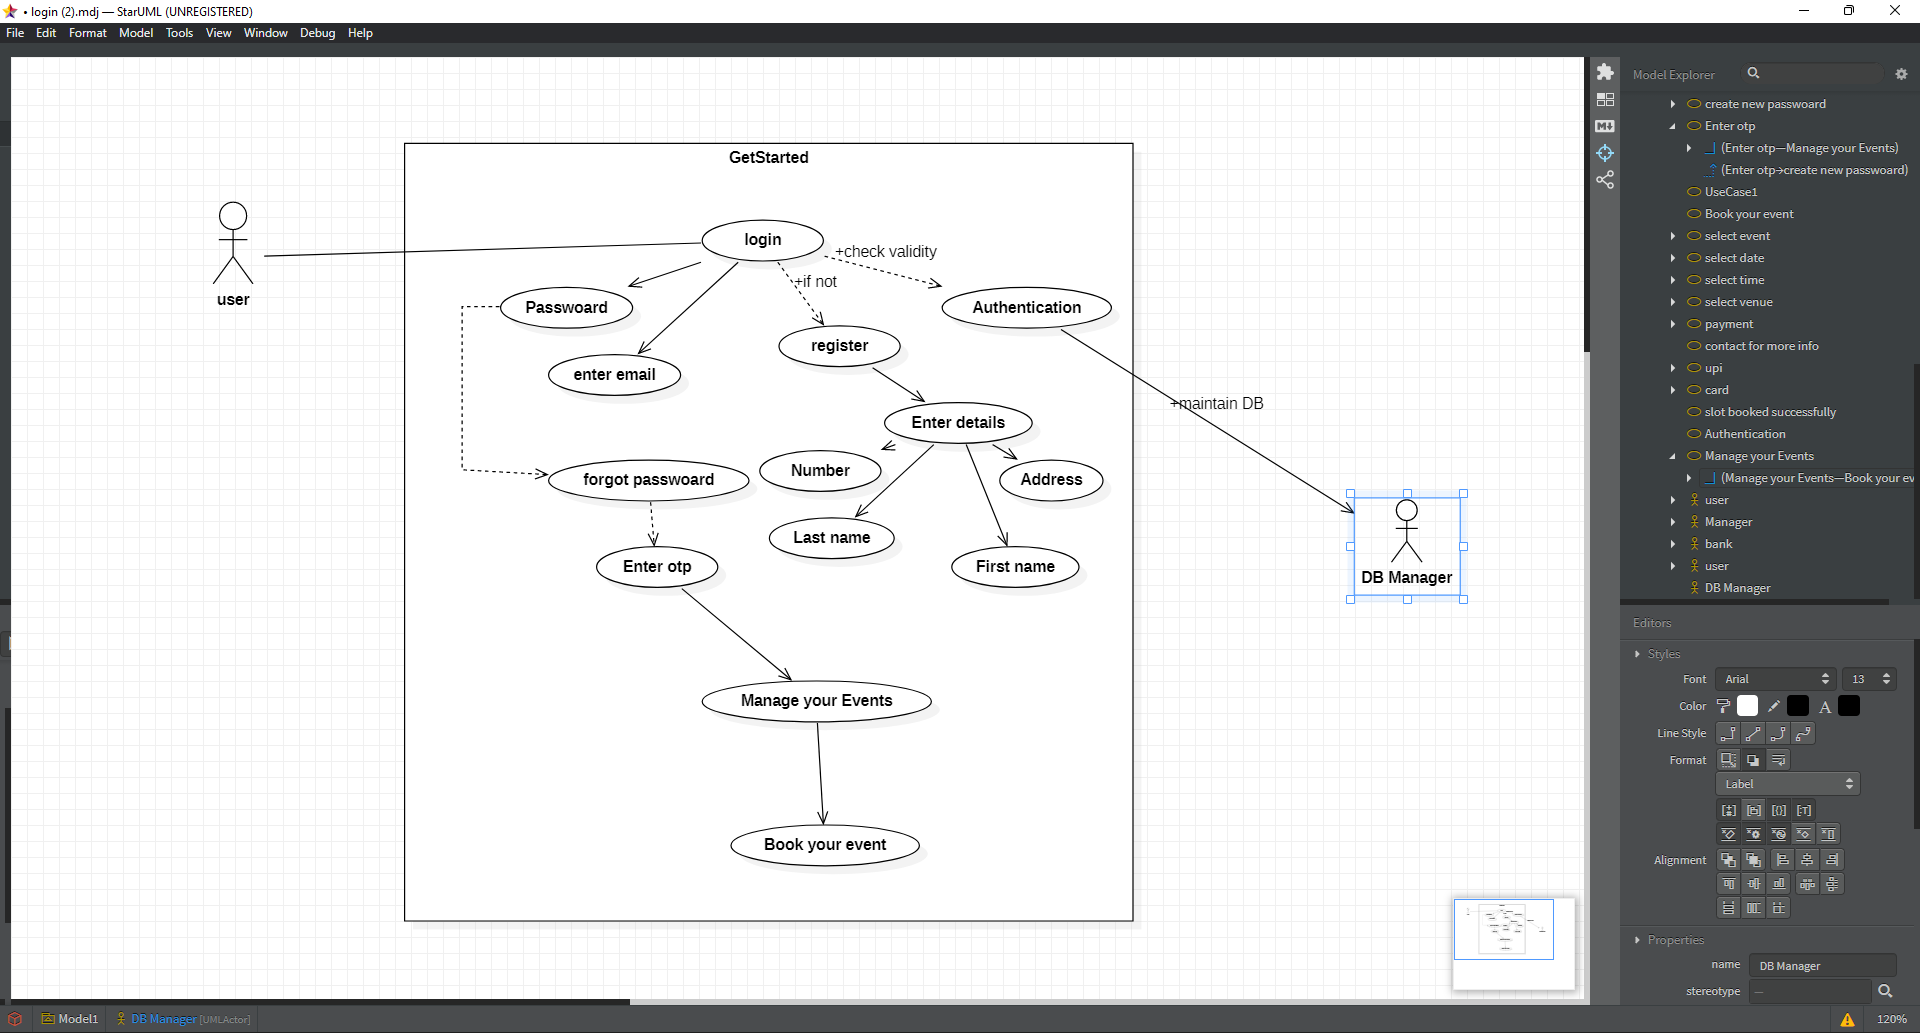 • login (2).mdj — StarUML (UNREGISTERED)
File Edit Format Model Tools View Window Debug Help
GetStarted
user
login
+check validity
+if not
Passwoard
Authentication
register
enter email
+maintain DB
Enter details
Number
Address
forgot passwoard
Last name
Enter otp
First name
DB Manager
Manage your Events
Book your event
Model Explorer
create new passwoard
Enter otp
(Enter otp—Manage your Events)
(Enter otp→create new passwoard)
UseCase1
Book your event
select event
select date
select time
select venue
payment
contact for more info
upi
card
slot booked successfully
Authentication
Manage your Events
(Manage your Events—Book your ev
user
Manager
bank
user
DB Manager
Editors
Styles
Font Arial 13
Color A
Line Style
Format
Label
Alignment
Properties
name DB Manager
stereotype —
Model1 DB Manager [UMLActor]
120%